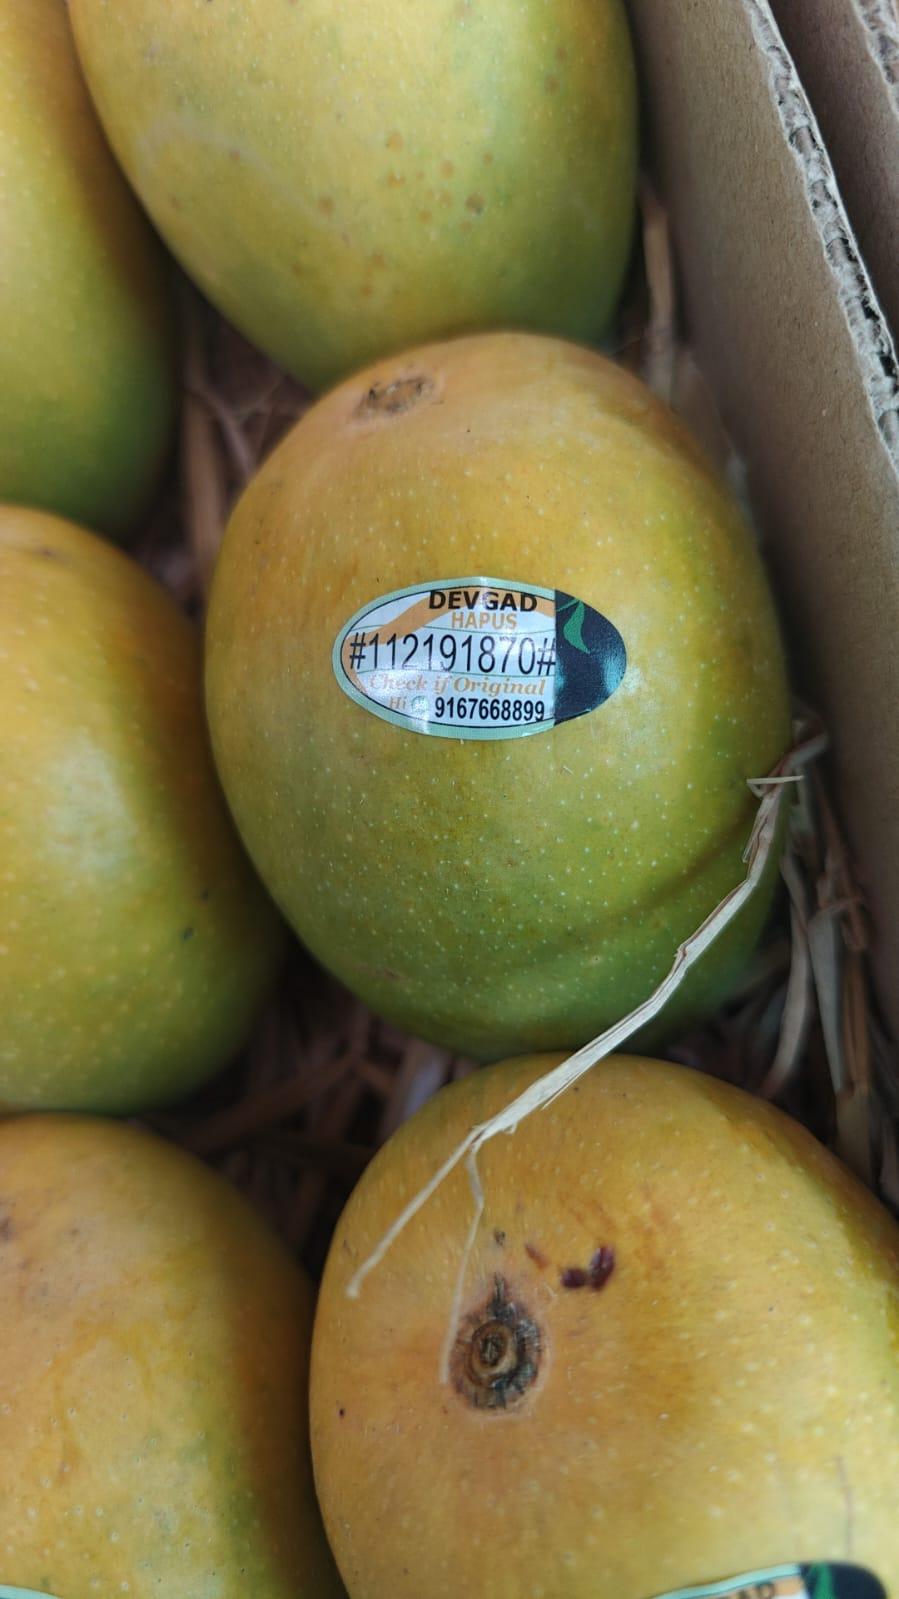 DEVGAD
HAPUS
#112191870#
Check if Original
Hi 9167668899